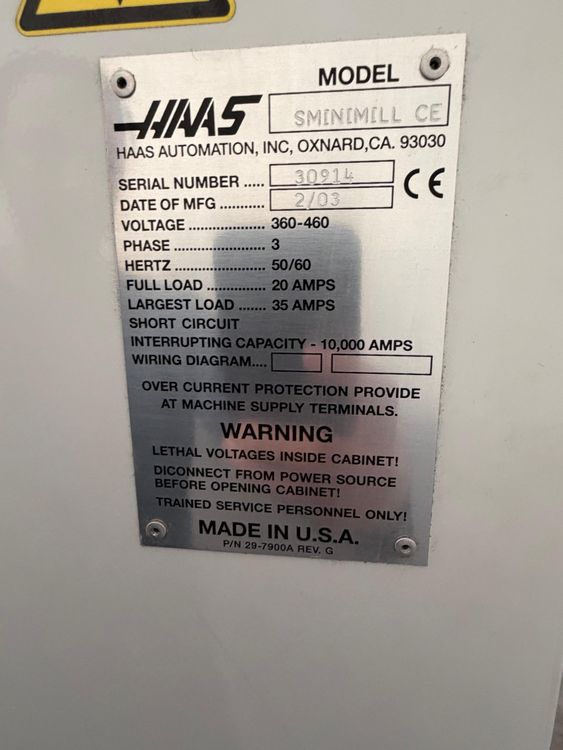 MODEL
HAAS SMINIMILL CE
HAAS AUTOMATION, INC, OXNARD,CA. 93030
SERIAL NUMBER ..... 30914
DATE OF MFG ........... 2/03
CE
VOLTAGE ..................... 360-460
PHASE ......................... 3
HERTZ ......................... 50/60
FULL LOAD ................ 20 AMPS
LARGEST LOAD ....... 35 AMPS
SHORT CIRCUIT
INTERRUPTING CAPACITY - 10,000 AMPS
WIRING DIAGRAM....
OVER CURRENT PROTECTION PROVIDE
AT MACHINE SUPPLY TERMINALS.
WARNING
LETHAL VOLTAGES INSIDE CABINET!
DICONNECT FROM POWER SOURCE
BEFORE OPENING CABINET!
TRAINED SERVICE PERSONNEL ONLY!
MADE IN U.S.A.
P/N 29-7900A REV. G